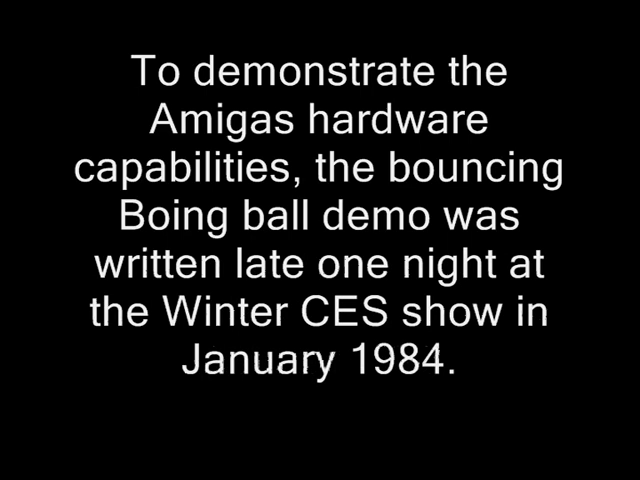 To demonstrate the
Amigas hardware
capabilities, the bouncing
Boing ball demo was
written late one night at
the Winter CES show in
January 1984.